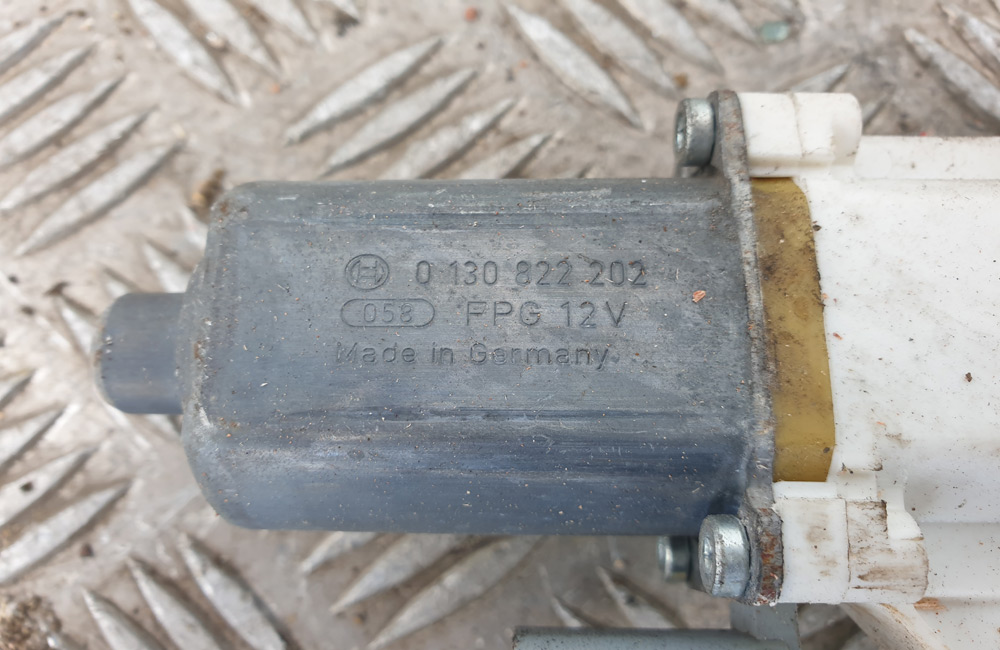 0 130 822 202
058 FPG 12V
Made in Germany